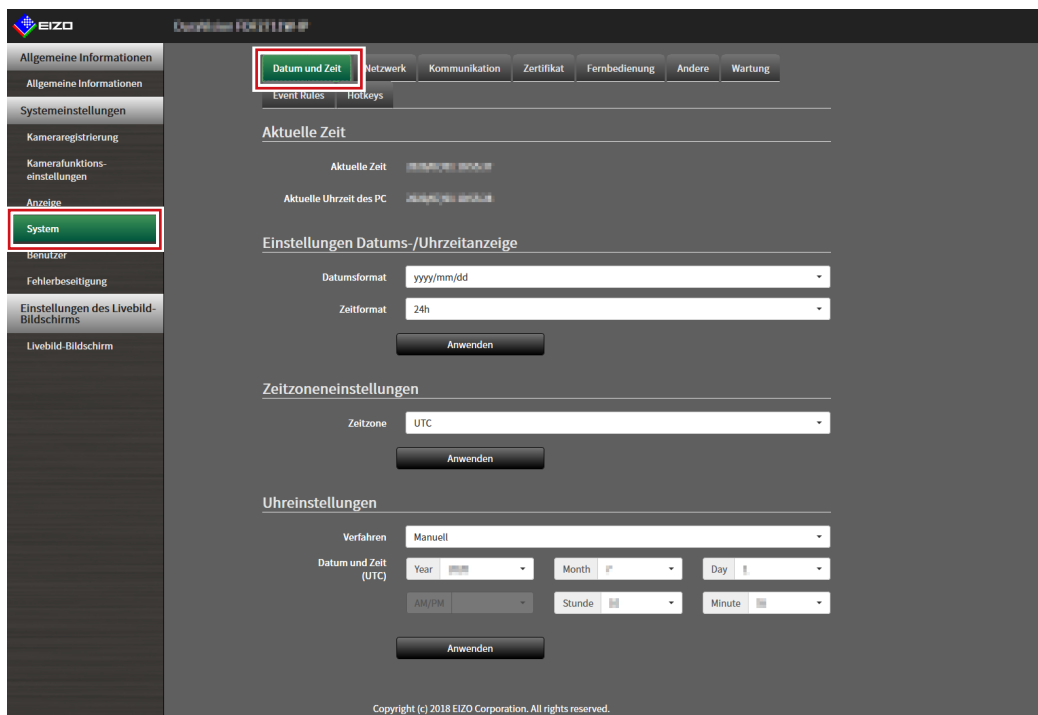 EIZO
Allgemeine Informationen
Allgemeine Informationen
Systemeinstellungen
Kameraregistrierung
Kamerafunktions-
einstellungen
Anzeige
System
Benutzer
Fehlerbeseitigung
Einstellungen des Livebild-
Bildschirms
Livebild-Bildschirm
Datum und Zeit Netzwerk Kommunikation Zertifikat Fernbedienung Andere Wartung
Event Rules Hotkeys
Aktuelle Zeit
Aktuelle Zeit
Aktuelle Uhrzeit des PC
Einstellungen Datums-/Uhrzeitanzeige
Datumsformat yyyy/mm/dd
Zeitformat 24h
Anwenden
Zeitzoneneinstellungen
Zeitzone UTC
Anwenden
Uhreinstellungen
Verfahren Manuell
Datum und Zeit
(UTC)
Year Month Day
AM/PM Stunde Minute
Anwenden
Copyright (c) 2018 EIZO Corporation. All rights reserved.